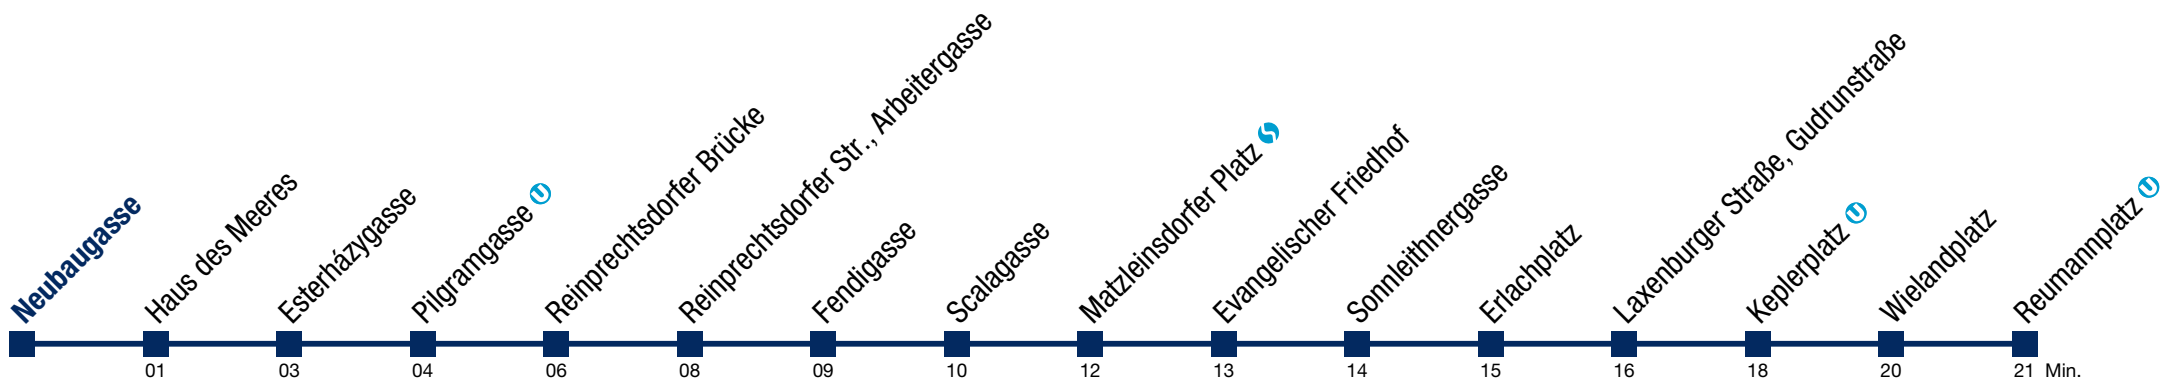 Neubaugasse
Haus des Meeres
Esterházygasse
Pilgramgasse U
Reinprechtsdorfer Brücke
Reinprechtsdorfer Str., Arbeitergasse
Fendigasse
Scalagasse
Matzleinsdorfer Platz S
Evangelischer Friedhof
Sonnleithnergasse
Erlachplatz
Laxenburger Straße, Gudrunstraße
Keplerplatz U
Wielandplatz
Reumannplatz U
01 03 04 06 08 09 10 12 13 14 15 16 18 20 21 Min.